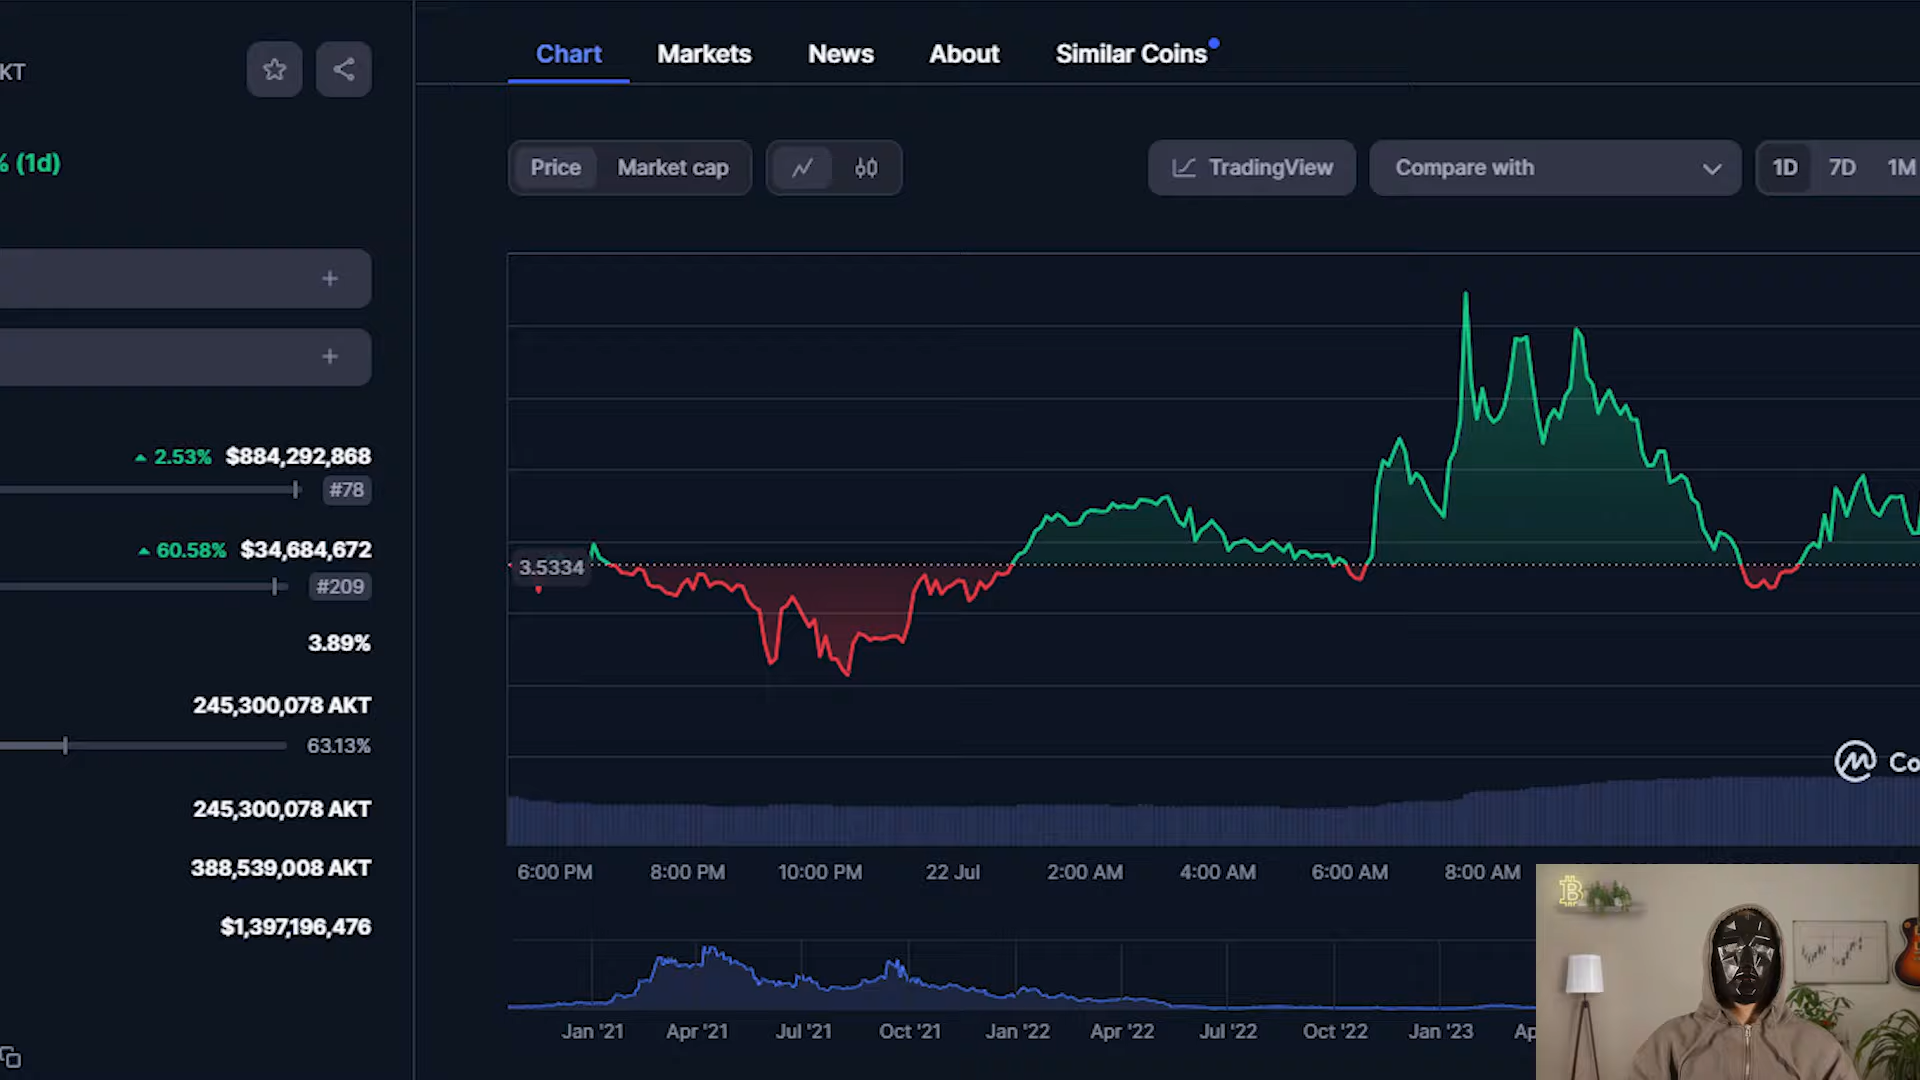 KT
% (1d)
2.53% $884,292,868
#78
60.58% $34,684,672
#209
3.89%
245,300,078 AKT
63.13%
245,300,078 AKT
388,539,008 AKT
$1,397,196,476
Chart Markets News About Similar Coins
Price Market cap TradingView Compare with 1D 7D 1M
3.5334
Co
6:00 PM 8:00 PM 10:00 PM 22 Jul 2:00 AM 4:00 AM 6:00 AM 8:00 AM
Jan '21 Apr '21 Jul '21 Oct '21 Jan '22 Apr '22 Jul '22 Oct '22 Jan '23 Ap